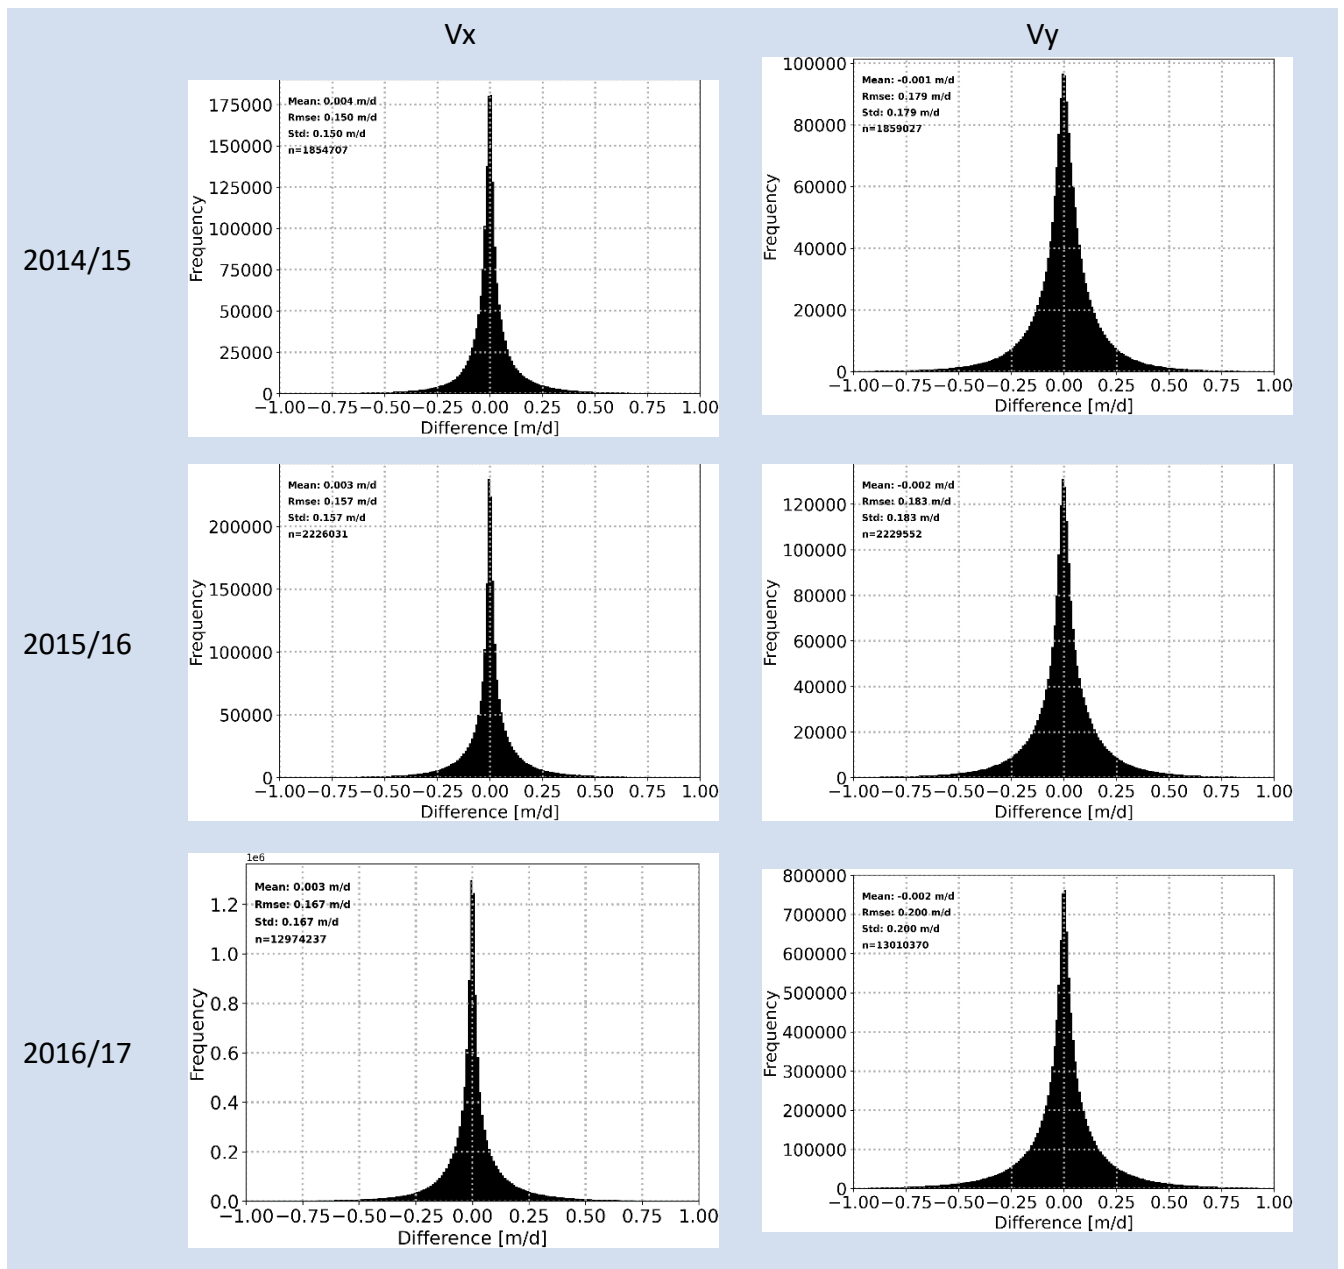 Vx
Vy
2014/15
Mean: 0.004 m/d
Rmse: 0.150 m/d
Std: 0.150 m/d
n=1854707
175000
150000
125000
100000
75000
50000
25000
0
Frequency
−1.00 −0.75 −0.50 −0.25 0.00 0.25 0.50 0.75 1.00
Difference [m/d]
Mean: -0.001 m/d
Rmse: 0.179 m/d
Std: 0.179 m/d
n=1859027
100000
80000
60000
40000
20000
0
Frequency
−1.00 −0.75 −0.50 −0.25 0.00 0.25 0.50 0.75 1.00
Difference [m/d]
2015/16
Mean: 0.003 m/d
Rmse: 0.157 m/d
Std: 0.157 m/d
n=2226031
200000
150000
100000
50000
0
Frequency
−1.00 −0.75 −0.50 −0.25 0.00 0.25 0.50 0.75 1.00
Difference [m/d]
Mean: -0.002 m/d
Rmse: 0.183 m/d
Std: 0.183 m/d
n=2229552
120000
100000
80000
60000
40000
20000
0
Frequency
−1.00 −0.75 −0.50 −0.25 0.00 0.25 0.50 0.75 1.00
Difference [m/d]
2016/17
1e6
Mean: 0.003 m/d
Rmse: 0.167 m/d
Std: 0.167 m/d
n=12974237
1.2
1.0
0.8
0.6
0.4
0.2
0.0
Frequency
−1.00 −0.75 −0.50 −0.25 0.00 0.25 0.50 0.75 1.00
Difference [m/d]
Mean: -0.002 m/d
Rmse: 0.200 m/d
Std: 0.200 m/d
n=13010370
800000
700000
600000
500000
400000
300000
200000
100000
0
Frequency
−1.00 −0.75 −0.50 −0.25 0.00 0.25 0.50 0.75 1.00
Difference [m/d]